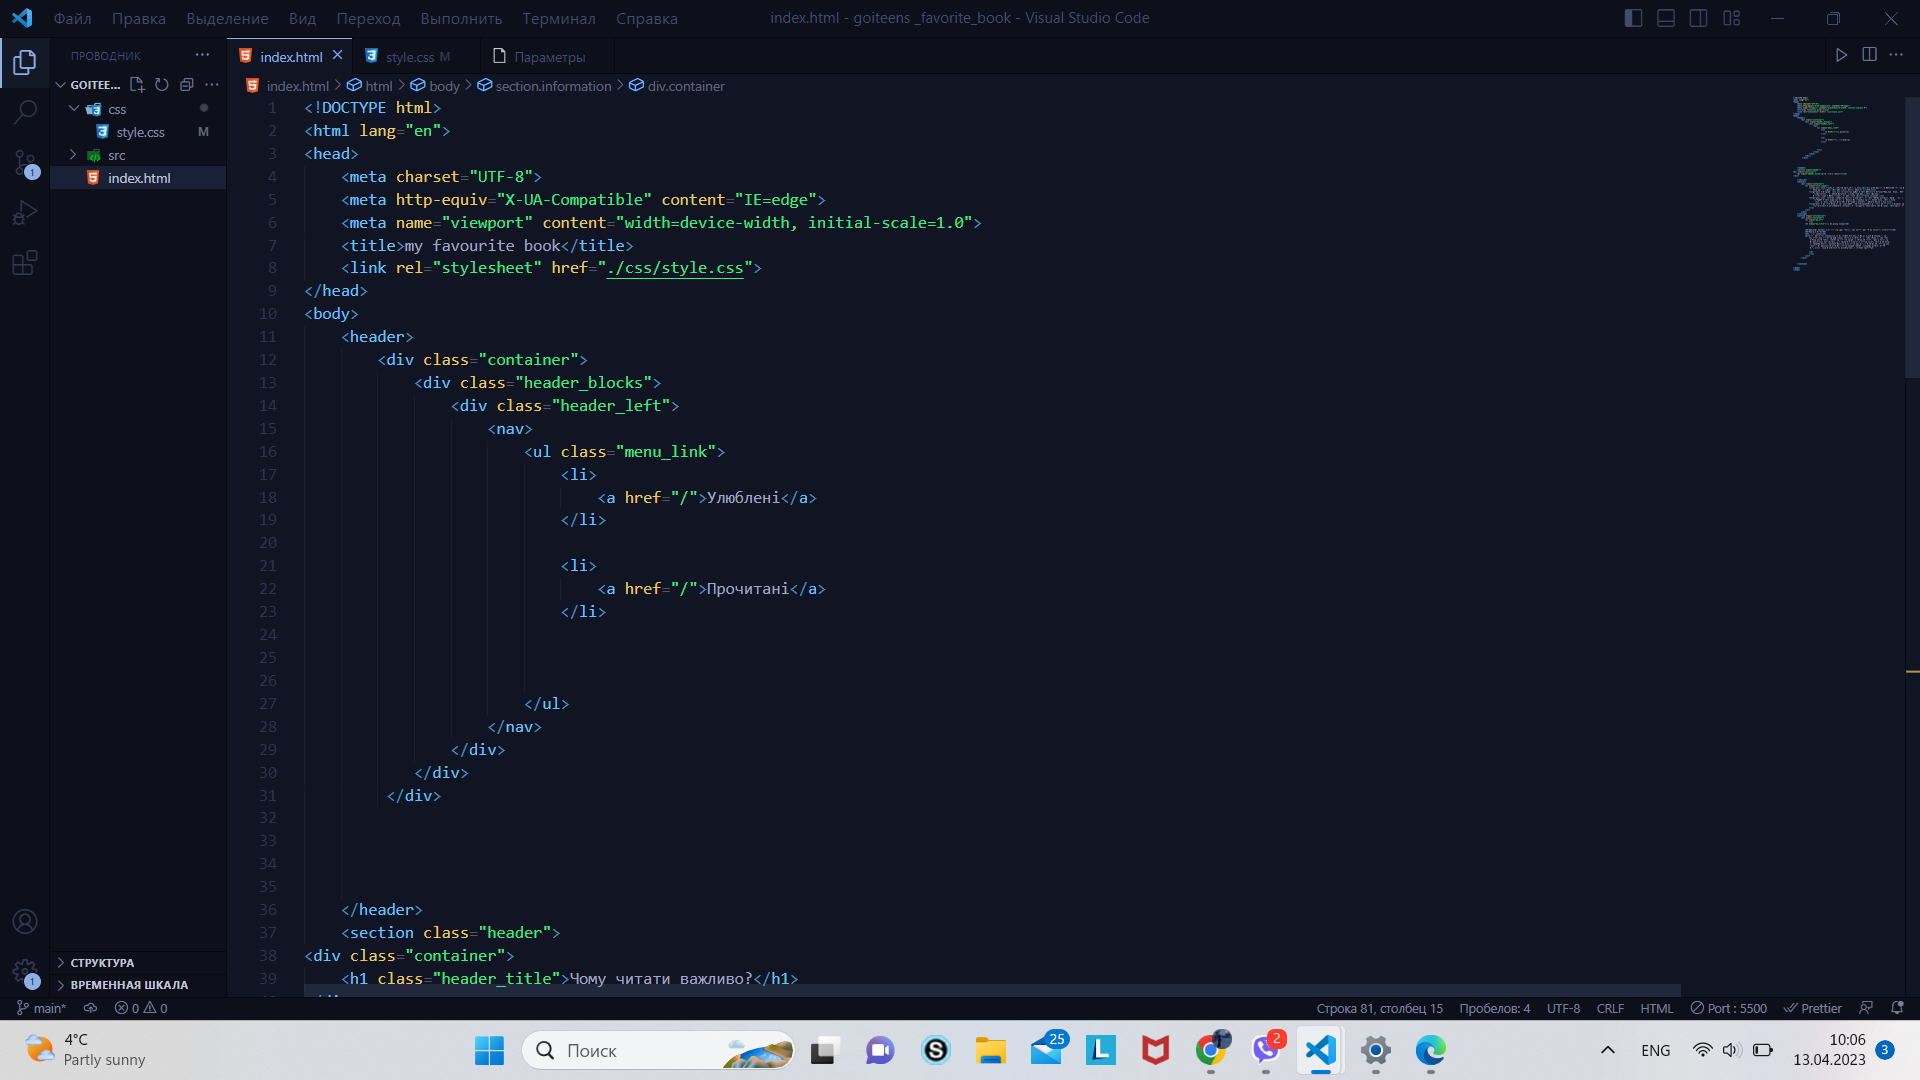 Файл Правка Выделение Вид Переход Выполнить Терминал Справка
index.html - goiteens _favorite_book - Visual Studio Code
ПРОВОДНИК
index.html
style.css M
Параметры
GOITEE...
index.html > html > body > section.information > div.container
css
style.css M
src
index.html
1 <!DOCTYPE html>
2 <html lang="en">
3 <head>
4 <meta charset="UTF-8">
5 <meta http-equiv="X-UA-Compatible" content="IE=edge">
6 <meta name="viewport" content="width=device-width, initial-scale=1.0">
7 <title>my favourite book</title>
8 <link rel="stylesheet" href="./css/style.css">
9 </head>
10 <body>
11 <header>
12 <div class="container">
13 <div class="header_blocks">
14 <div class="header_left">
15 <nav>
16 <ul class="menu_link">
17 <li>
18 <a href="/">Улюблені</a>
19 </li>
20
21 <li>
22 <a href="/">Прочитані</a>
23 </li>
24
25
26
27 </ul>
28 </nav>
29 </div>
30 </div>
31 </div>
32
33
34
35
36 </header>
37 <section class="header">
38 <div class="container">
39 <h1 class="header_title">Чому читати важливо?</h1>
1
1
СТРУКТУРА
ВРЕМЕННАЯ ШКАЛА
main* 0 0
Строка 81, столбец 15 Пробелов: 4 UTF-8 CRLF HTML Port : 5500 Prettier
4°C
Partly sunny
Поиск
25
2
ENG
10:06
13.04.2023
3